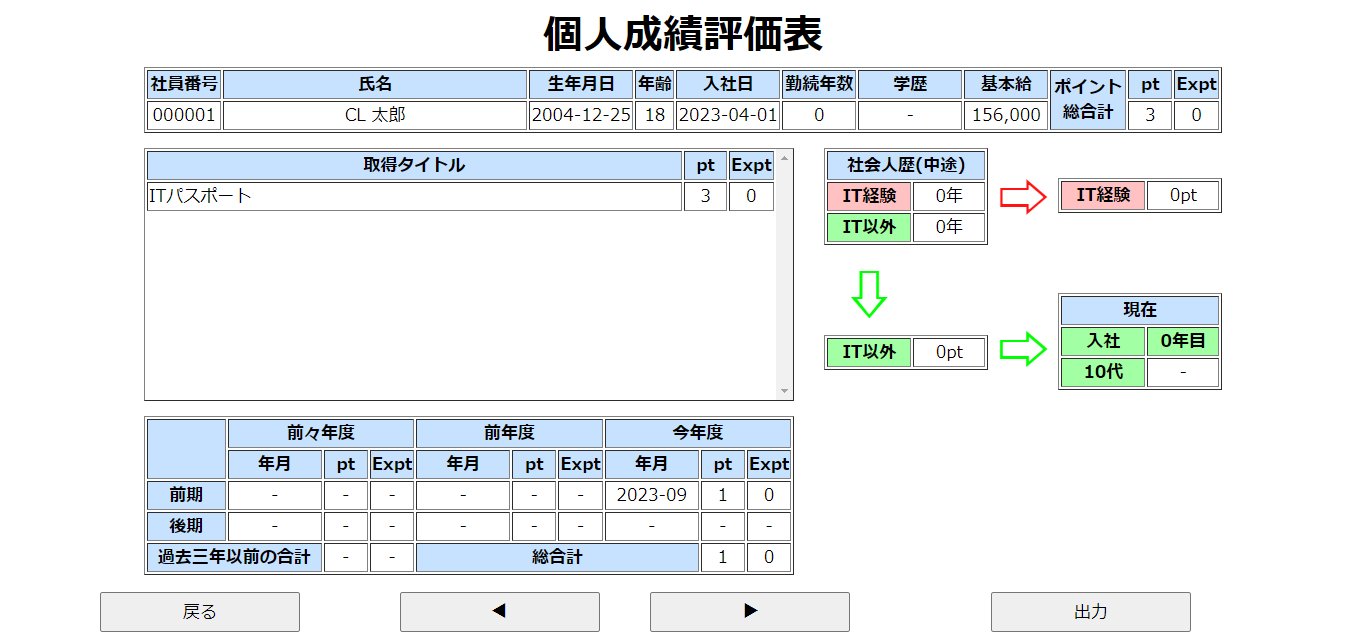 個人成績評価表
社員番号 氏名 生年月日 年齢 入社日 勤続年数 学歴 基本給 ポイント総合計 pt Expt
000001 CL 太郎 2004-12-25 18 2023-04-01 0 - 156,000 3 0
取得タイトル pt Expt
ITパスポート 3 0
社会人歴(中途)
IT経験 0年
IT以外 0年
IT経験 0pt
IT以外 0pt
現在
入社 0年目
10代 -
前々年度 前年度 今年度
年月 pt Expt 年月 pt Expt 年月 pt Expt
前期 - - - - - - 2023-09 1 0
後期 - - - - - - - - -
過去三年以前の合計 - - 総合計 1 0
戻る ◀ ▶ 出力